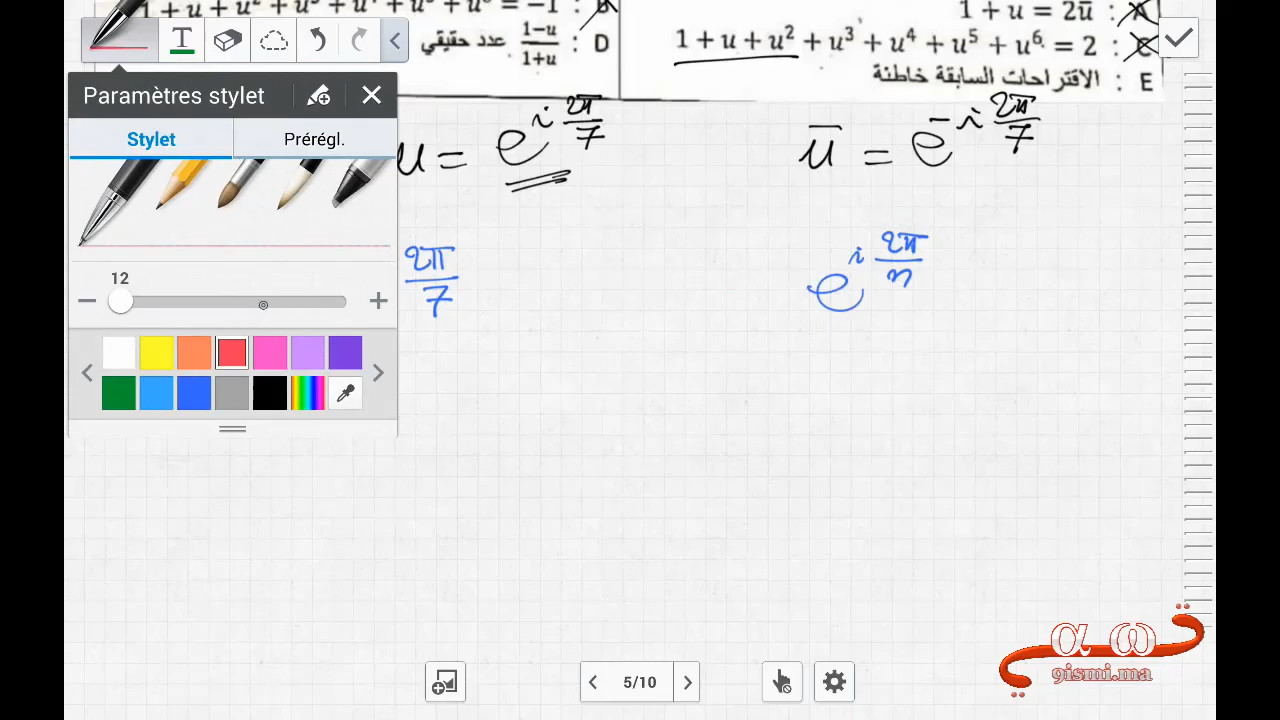 1 + u + u² + u³ + u⁴ + u⁵ + u⁶ = −1 : B
1 + u = 2ū : A
عدد حقيقي (1−u)/(1+u) : D
1 + u + u² + u³ + u⁴ + u⁵ + u⁶ = 2 : C
E : الاقتراحات السابقة خاطئة
T
Paramètres stylet
Stylet
Prérégl.
12
u = e^{i 2π/7}
ū = e^{−i 2π/7}
2π/7
e^{i 2π/n}
5/10
α ω ق
9ismi.ma